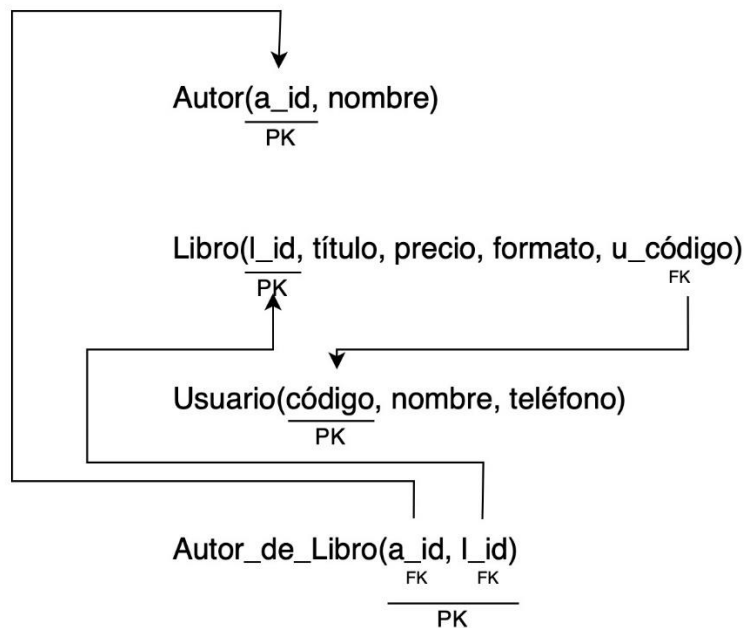 Autor(a_id, nombre)
PK
Libro(l_id, título, precio, formato, u_código)
PK
FK
Usuario(código, nombre, teléfono)
PK
Autor_de_Libro(a_id, l_id)
FK FK
PK